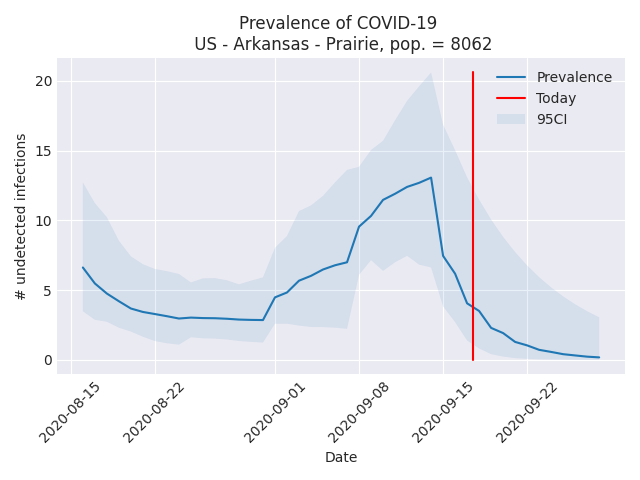 Prevalence of COVID-19
US - Arkansas - Prairie, pop. = 8062
# undetected infections
20
15
10
5
0
Prevalence
Today
95CI
2020-08-15
2020-08-22
2020-09-01
2020-09-08
2020-09-15
2020-09-22
Date